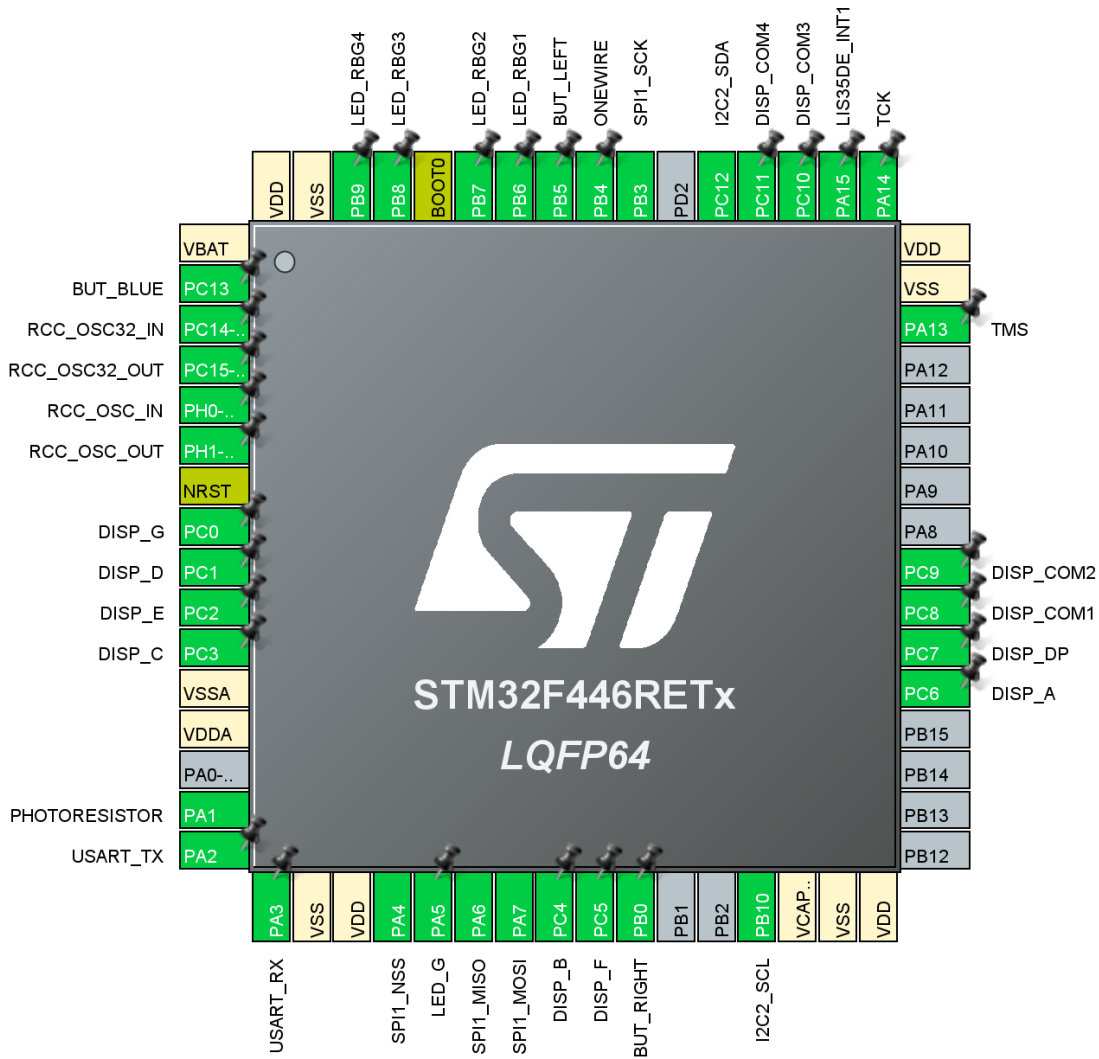 LED_RBG4
LED_RBG3
LED_RBG2
LED_RBG1
BUT_LEFT
ONEWIRE
SPI1_SCK
I2C2_SDA
DISP_COM4
DISP_COM3
LIS35DE_INT1
TCK
VDD
VSS
PB9
PB8
BOOT0
PB7
PB6
PB5
PB4
PB3
PD2
PC12
PC11
PC10
PA15
PA14
VBAT
BUT_BLUE PC13
RCC_OSC32_IN PC14-..
RCC_OSC32_OUT PC15-..
RCC_OSC_IN PH0-..
RCC_OSC_OUT PH1-..
NRST
DISP_G PC0
DISP_D PC1
DISP_E PC2
DISP_C PC3
VSSA
VDDA
PA0-..
PHOTORESISTOR PA1
USART_TX PA2
ST
STM32F446RETx
LQFP64
VDD
VSS
PA13 TMS
PA12
PA11
PA10
PA9
PA8
PC9 DISP_COM2
PC8 DISP_COM1
PC7 DISP_DP
PC6 DISP_A
PB15
PB14
PB13
PB12
PA3
VSS
VDD
PA4
PA5
PA6
PA7
PC4
PC5
PB0
PB1
PB2
PB10
VCAP..
VSS
VDD
USART_RX
SPI1_NSS
LED_G
SPI1_MISO
SPI1_MOSI
DISP_B
DISP_F
BUT_RIGHT
I2C2_SCL